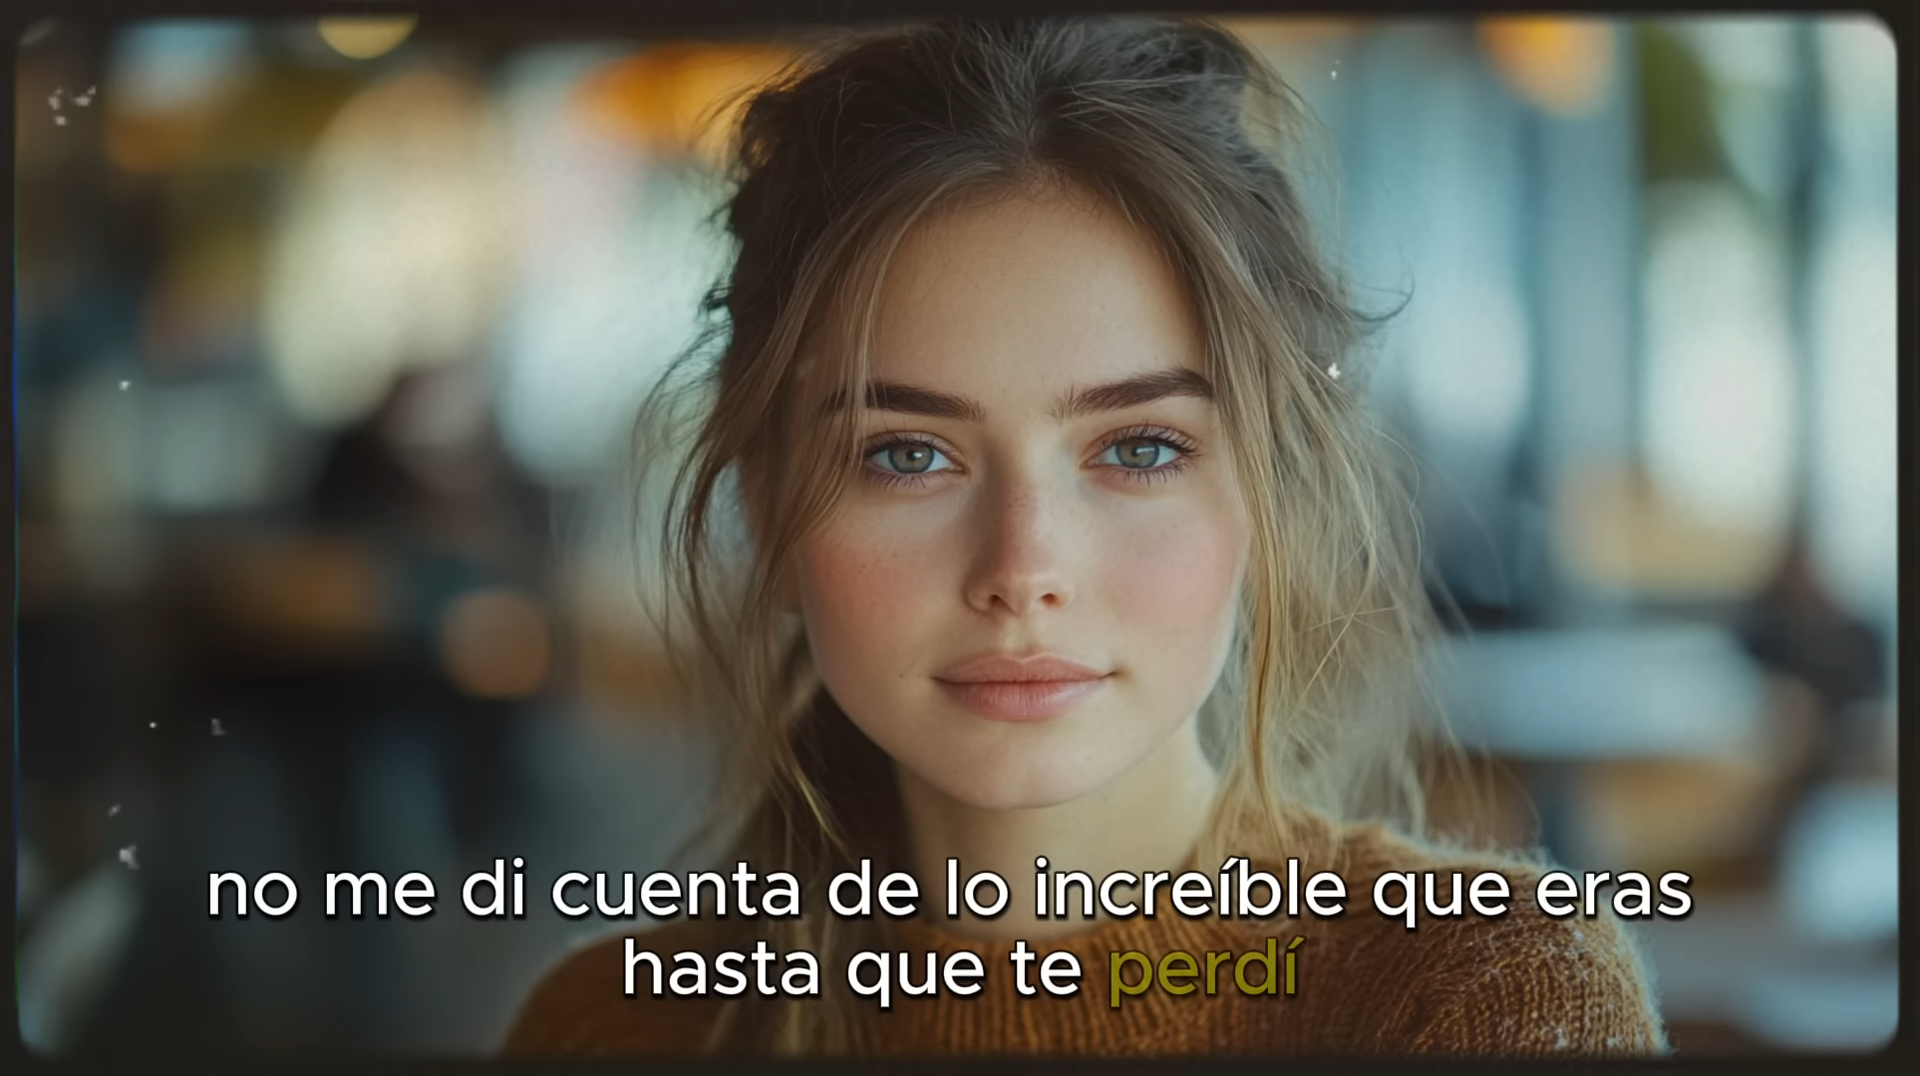 no me di cuenta de lo increíble que eras
hasta que te perdí